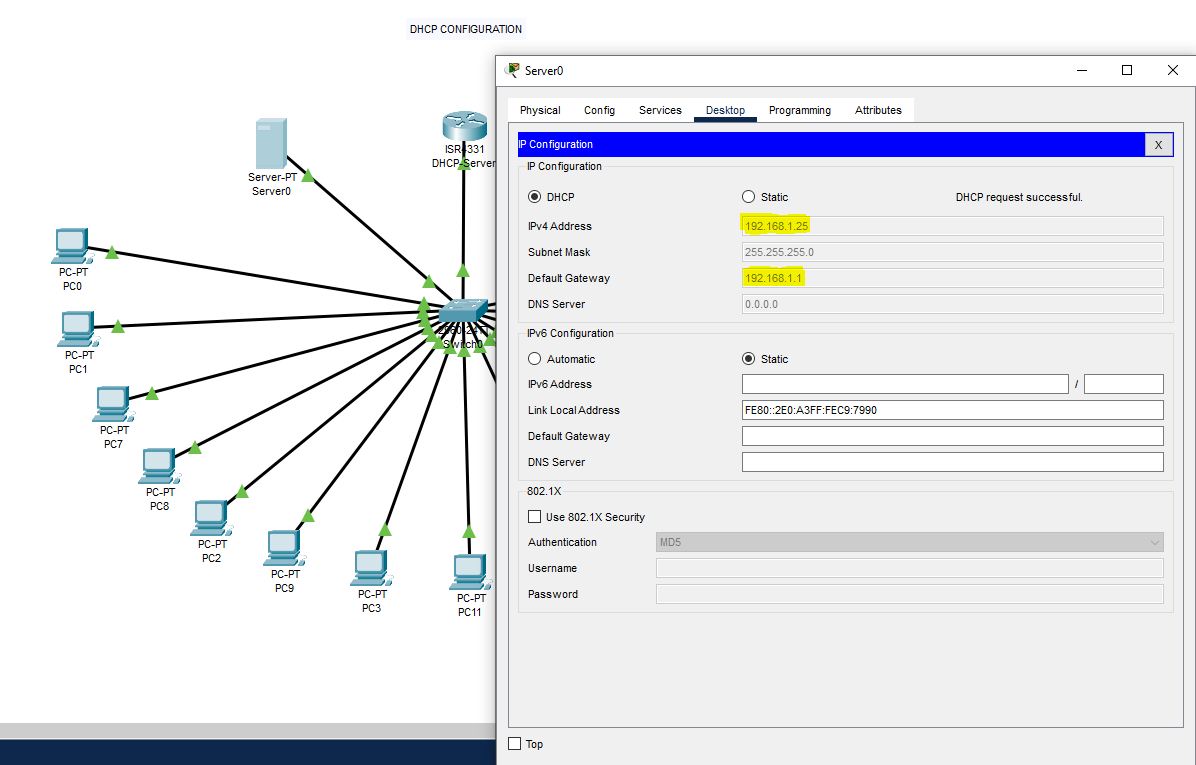 DHCP CONFIGURATION
Server0
Physical Config Services Desktop Programming Attributes
IP Configuration X
IP Configuration
DHCP Static DHCP request successful.
IPv4 Address 192.168.1.25
Subnet Mask 255.255.255.0
Default Gateway 192.168.1.1
DNS Server 0.0.0.0
IPv6 Configuration
Automatic Static
IPv6 Address /
Link Local Address FE80::2E0:A3FF:FEC9:7990
Default Gateway
DNS Server
802.1X
Use 802.1X Security
Authentication MD5
Username
Password
Top
ISR4331
DHCP-Server
Server-PT
Server0
PC-PT
PC0
PC-PT
PC1
PC-PT
PC7
PC-PT
PC8
PC-PT
PC2
PC-PT
PC9
PC-PT
PC3
PC-PT
PC11
Switch0